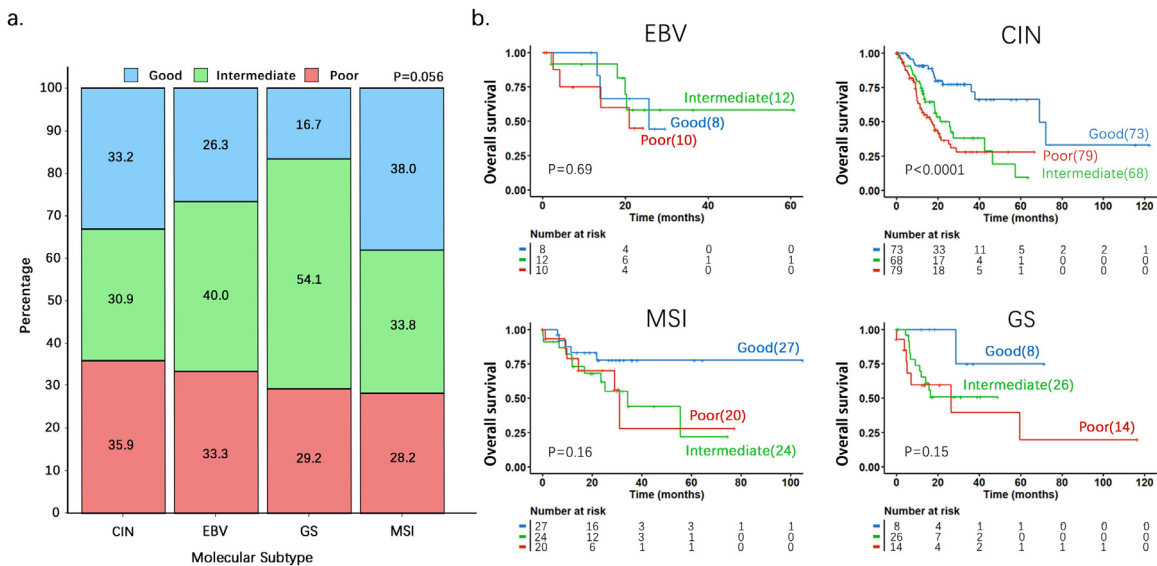 a.
Good Intermediate Poor P=0.056
Percentage
100
90
80
70
60
50
40
30
20
10
0
33.2
30.9
35.9
26.3
40.0
33.3
16.7
54.1
29.2
38.0
33.8
28.2
CIN EBV GS MSI
Molecular Subtype
b.
EBV
Overall survival
1.00
0.75
0.50
0.25
0.00
Intermediate(12)
Good(8)
Poor(10)
P=0.69
0 20 40 60
Time (months)
Number at risk
8 4 0 0
12 6 1 1
10 4 0 0
CIN
Overall survival
1.00
0.75
0.50
0.25
0.00
Good(73)
Poor(79)
Intermediate(68)
P<0.0001
0 20 40 60 80 100 120
Time (months)
Number at risk
73 33 11 5 2 2 1
68 17 4 1 0 0 0
79 18 5 1 0 0 0
MSI
Overall survival
1.00
0.75
0.50
0.25
0.00
Good(27)
Poor(20)
Intermediate(24)
P=0.16
0 20 40 60 80 100
Time (months)
Number at risk
27 16 3 3 1 1
24 12 3 1 0 0
20 6 1 1 0 0
GS
Overall survival
1.00
0.75
0.50
0.25
0.00
Good(8)
Intermediate(26)
Poor(14)
P=0.15
0 20 40 60 80 100 120
Time (months)
Number at risk
8 4 1 1 0 0 0
26 7 2 0 0 0 0
14 4 2 1 1 1 0